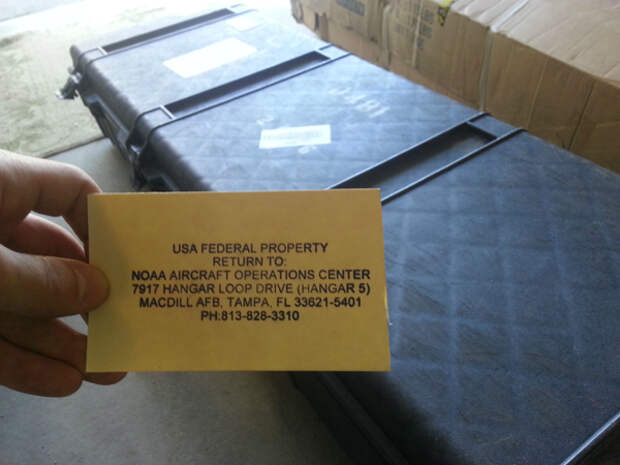 USA FEDERAL PROPERTY
RETURN TO:
NOAA AIRCRAFT OPERATIONS CENTER
7917 HANGAR LOOP DRIVE (HANGAR 5)
MACDILL AFB, TAMPA, FL 33621-5401
PH:813-828-3310